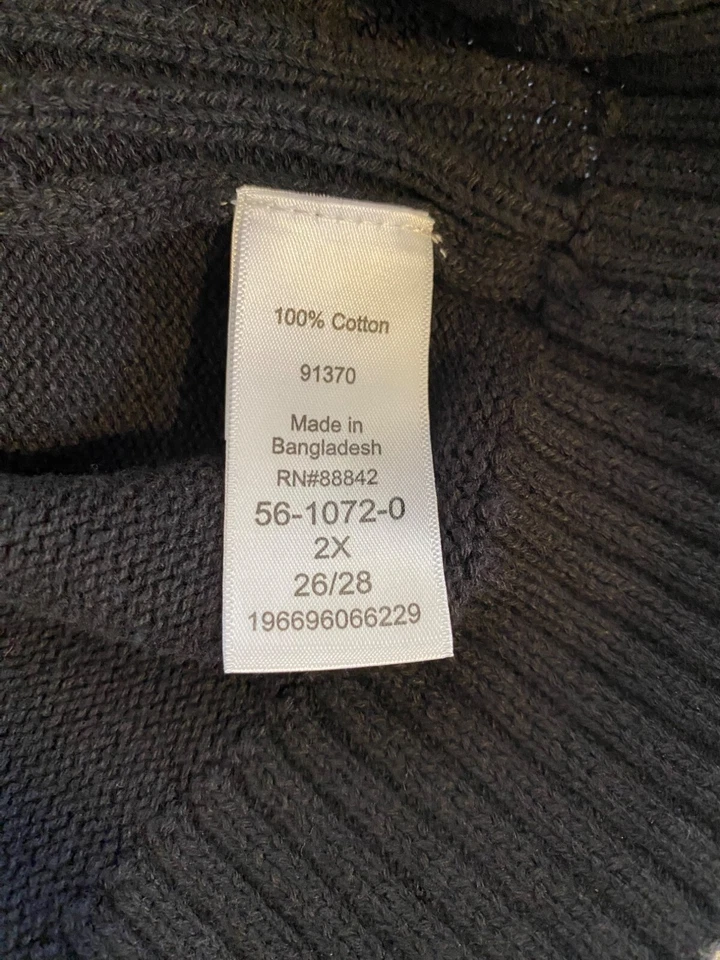 100% Cotton
91370
Made in
Bangladesh
RN#88842
56-1072-0
2X
26/28
196696066229